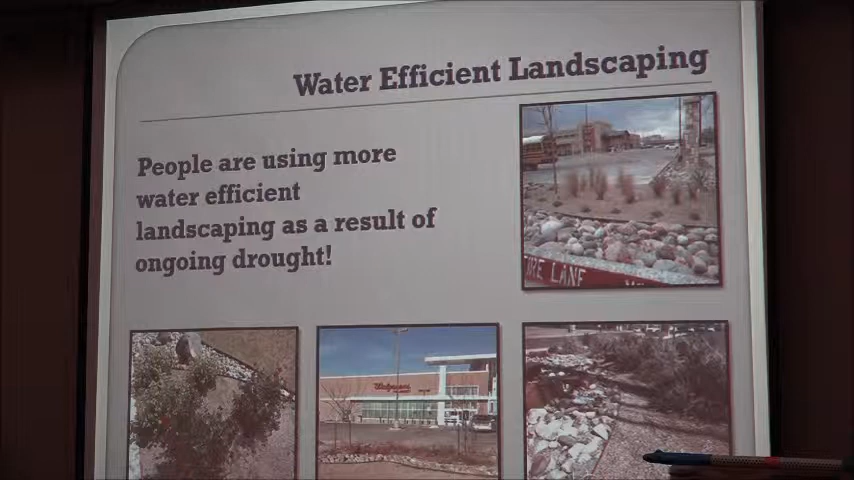 Water Efficient Landscaping
People are using more
water efficient
landscaping as a result of
ongoing drought!
FIRE LANE
Walgreens